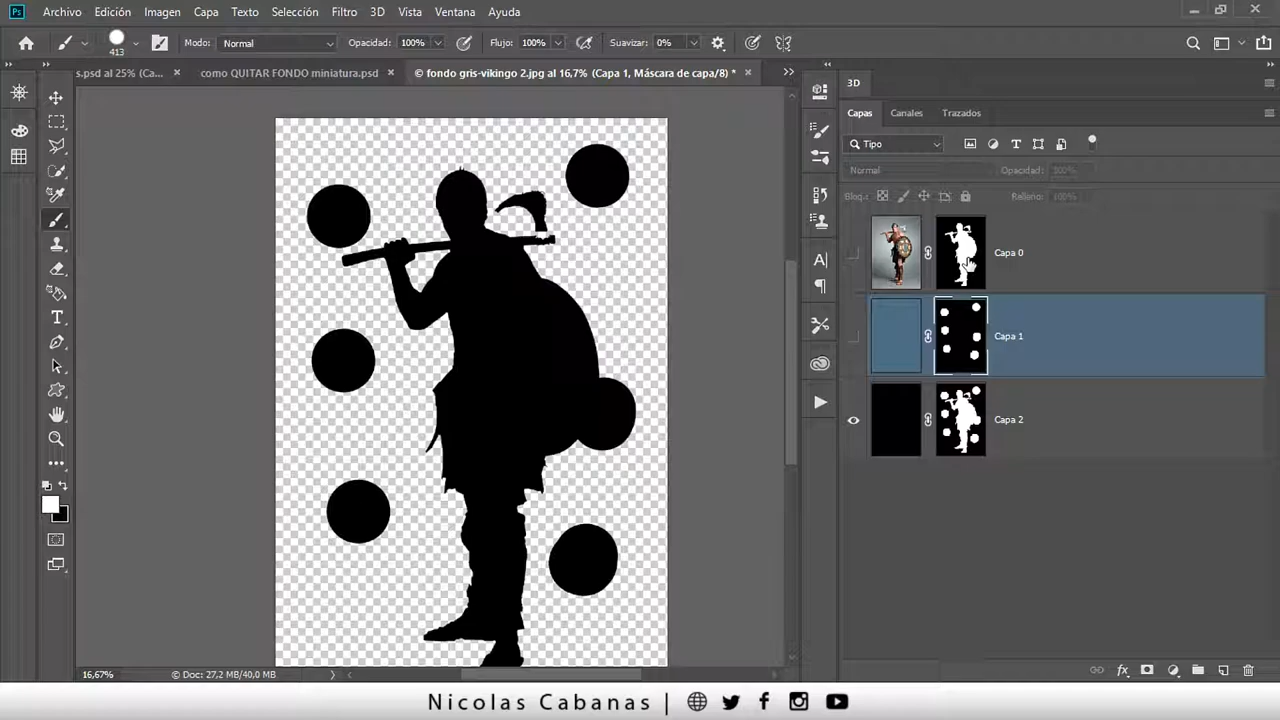 Ps Archivo Edición Imagen Capa Texto Selección Filtro 3D Vista Ventana Ayuda
413 Modo: Normal Opacidad: 100% Flujo: 100% Suavizar: 0%
s.psd al 25% (Ca... × como QUITAR FONDO miniatura.psd × © fondo gris-vikingo 2.jpg al 16,7% (Capa 1, Máscara de capa/8) * ×
3D
Capas Canales Trazados
Tipo
Normal Opacidad: 100%
Bloq.: Relleno: 100%
Capa 0
Capa 1
Capa 2
16,67% © Doc: 27,2 MB/40,0 MB
Nicolas Cabanas |